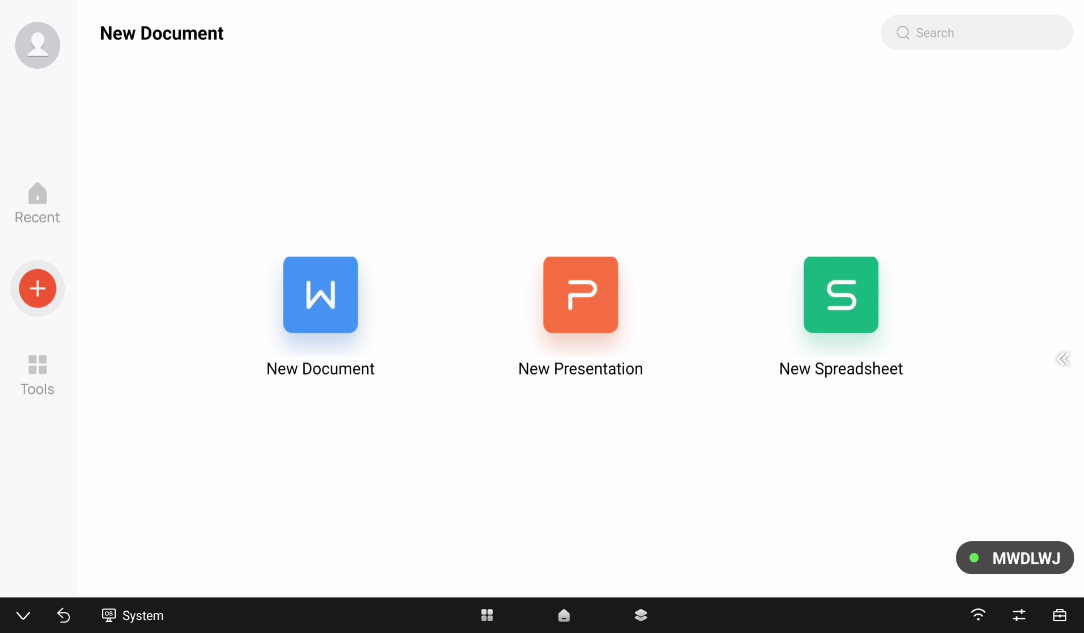 New Document
Search
Recent
Tools
W
P
S
New Document
New Presentation
New Spreadsheet
MWDLWJ
System